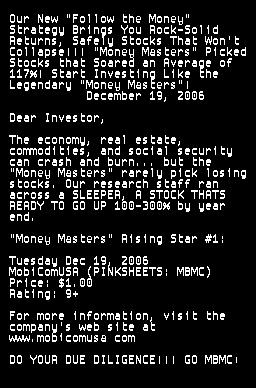 Our New "Follow the Money"
Strategy Brings You Rock-Solid
Returns, Safely Stocks That Won't
Collapse!!! "Money Masters" Picked
Stocks that Soared an Average of
117%! Start Investing Like the
Legendary "Money Masters"!
December 19, 2006
Dear Investor,
The economy, real estate,
commodities, and social security
can crash and burn... but the
"Money Masters" rarely pick losing
stocks. Our research staff ran
across a SLEEPER, A STOCK THATS
READY TO GO UP 100-300% by year
end.
"Money Masters" Rising Star #1:
Tuesday Dec 19, 2006
MobiComUSA (PINKSHEETS: MBMC)
Price: $1.00
Rating: 9+
For more information, visit the
company's web site at
www.mobicomusa com
DO YOUR DUE DILIGENCE!!! GO MBMC!